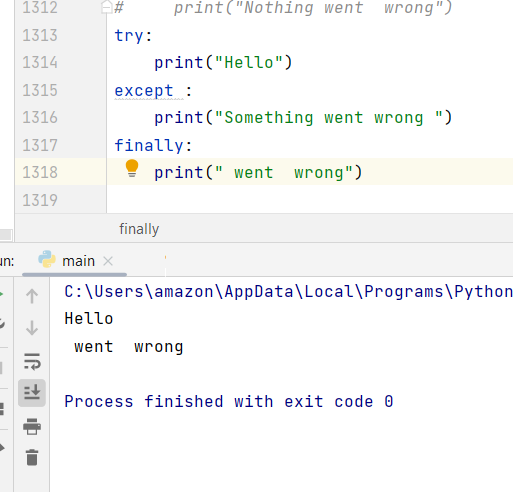 1312 #     print("Nothing went  wrong")
1313 try:
1314     print("Hello")
1315 except :
1316     print("Something went wrong ")
1317 finally:
1318     print(" went  wrong")
1319
finally
un: main ×
C:\Users\amazon\AppData\Local\Programs\Python
Hello
 went  wrong
Process finished with exit code 0